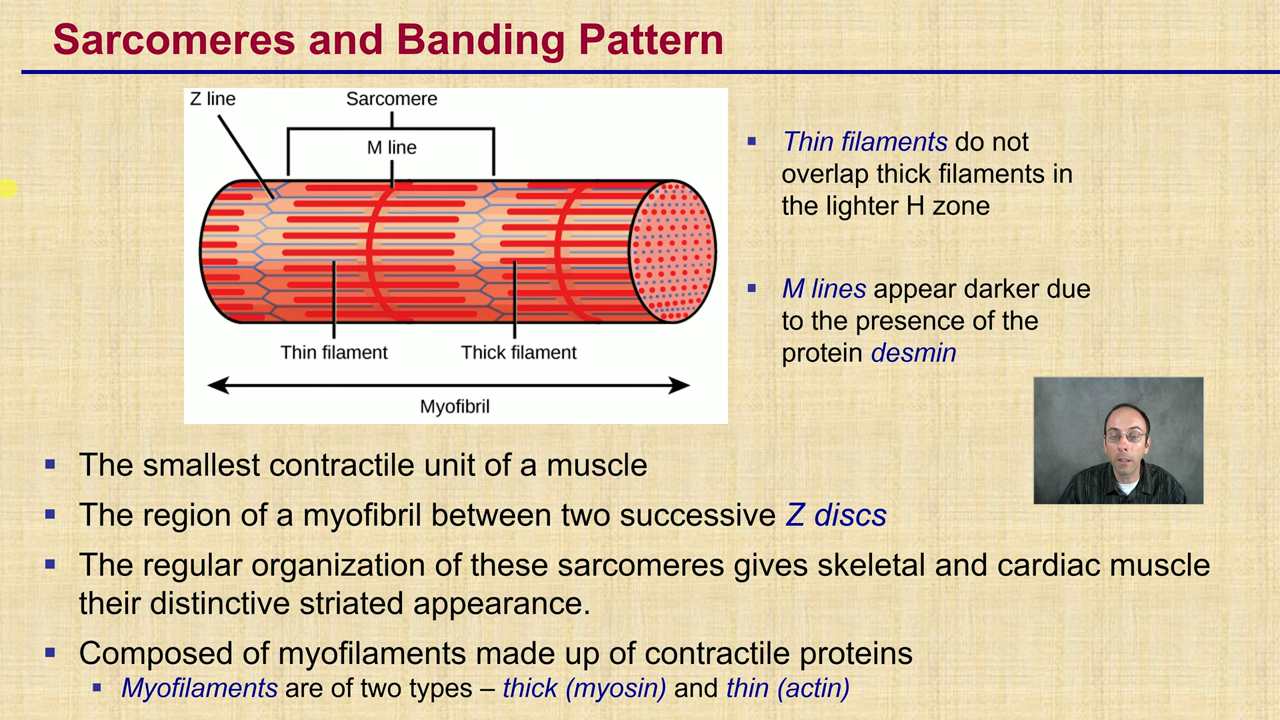 Sarcomeres and Banding Pattern
Z line
Sarcomere
M line
Thin filament
Thick filament
Myofibril
▪ Thin filaments do not
overlap thick filaments in
the lighter H zone
▪ M lines appear darker due
to the presence of the
protein desmin
▪ The smallest contractile unit of a muscle
▪ The region of a myofibril between two successive Z discs
▪ The regular organization of these sarcomeres gives skeletal and cardiac muscle
their distinctive striated appearance.
▪ Composed of myofilaments made up of contractile proteins
▪ Myofilaments are of two types – thick (myosin) and thin (actin)